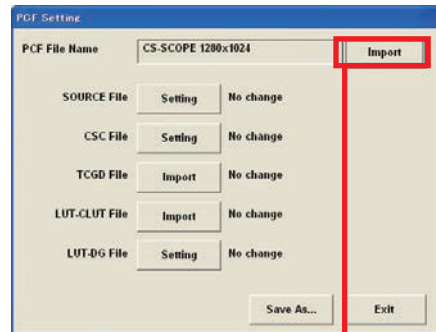 PCF Setting
PCF File Name CS-SCOPE 1280x1024 Import
SOURCE File Setting No change
CSC File Setting No change
TCGD File Import No change
LUT-CLUT File Import No change
LUT-DG File Setting No change
Save As... Exit